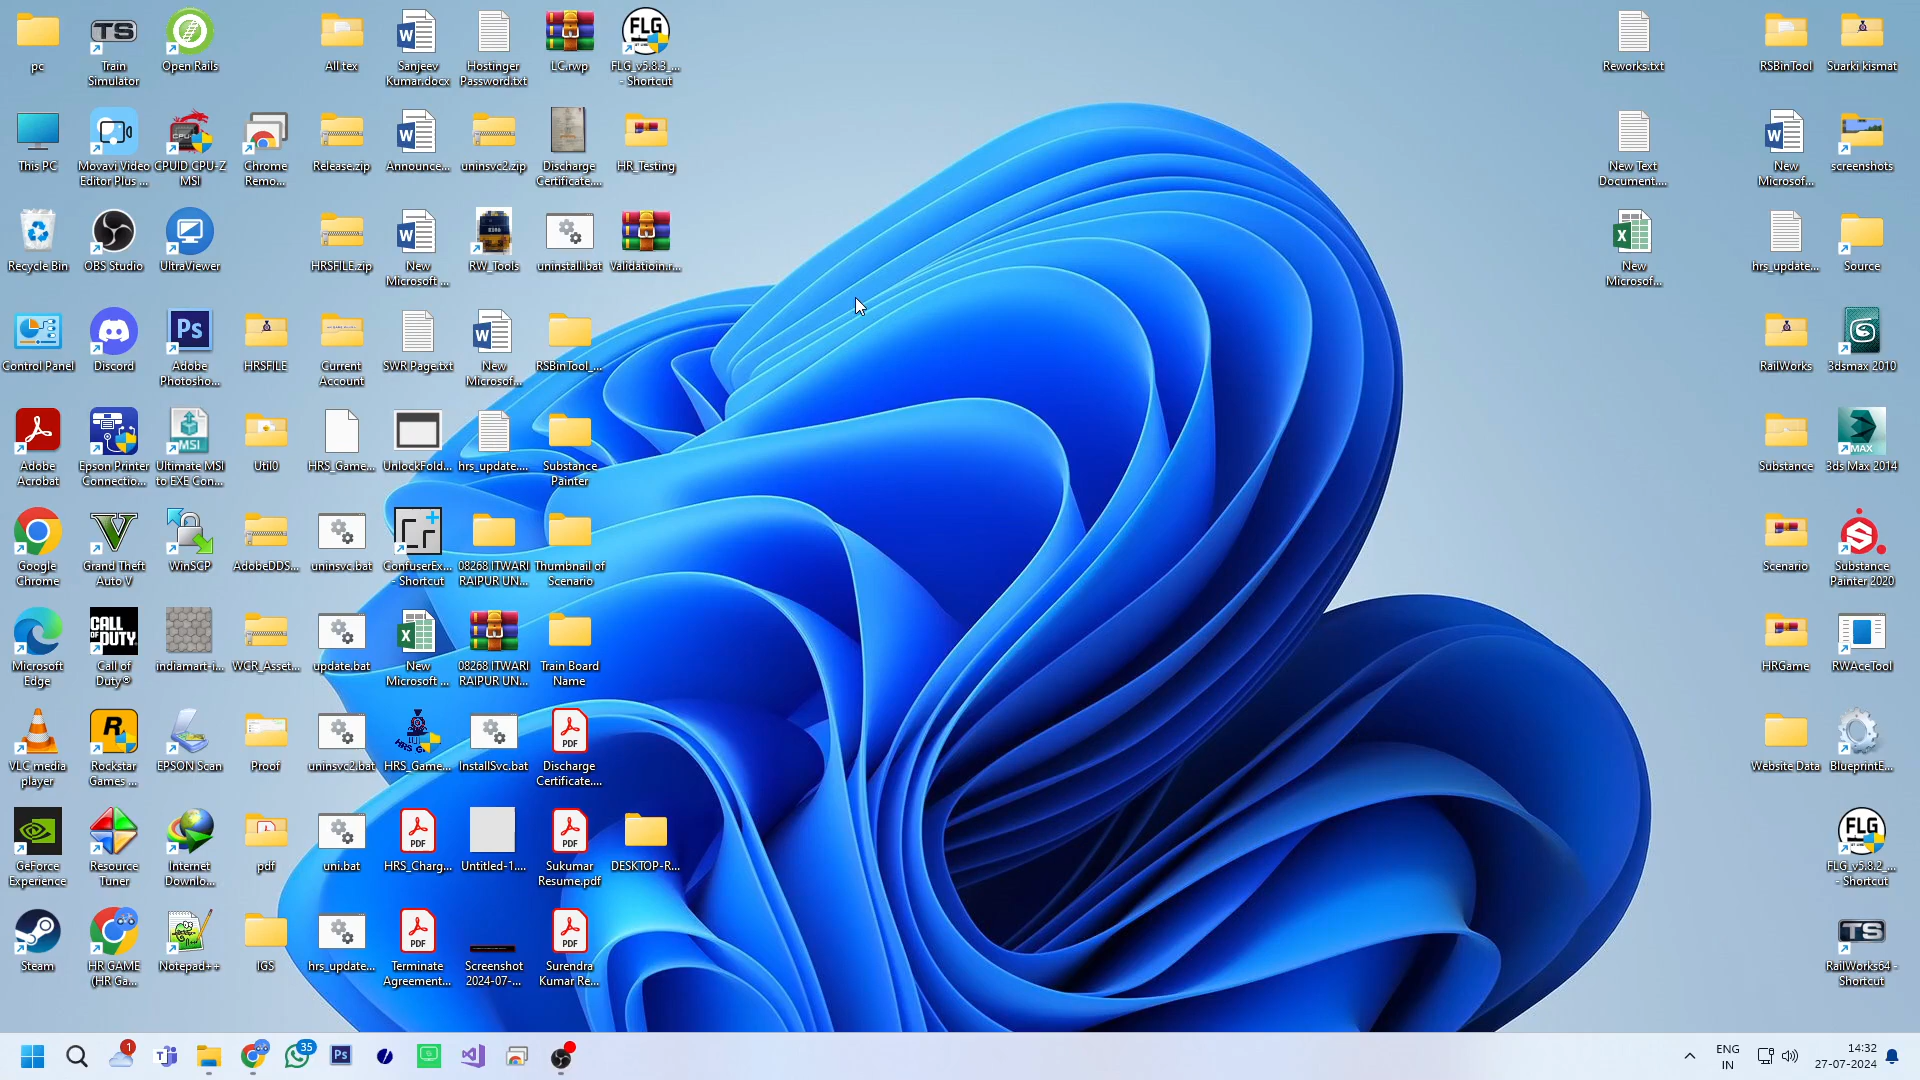 pc
Train
Simulator
Open Rails
All tex
Sanjeev
Kumar.docx
Hostinger
Password.txt
LC.rwp
FLG_v5.8.3_...
- Shortcut
Reworks.txt
RSBinTool
Suarki kismat
This PC
Movavi Video
Editor Plus ...
CPUID CPU-Z
MSI
Chrome
Remo...
Release.zip
Announce...
uninsvc2.zip
Discharge
Certificate....
HR_Testing
New Text
Document....
New
Microsof...
screenshots
Recycle Bin
OBS Studio
UltraViewer
HRSFILE.zip
New
Microsoft ...
RW_Tools
uninstall.bat
Validatioin.r...
New
Microsof...
hrs_update...
Source
Control Panel
Discord
Adobe
Photosho...
HRSFILE
Current
Account
SWR Page.txt
New
Microsof...
RSBinTool_...
RailWorks
3dsmax 2010
Adobe
Acrobat
Epson Printer
Connectio...
Ultimate MSI
to EXE Con...
Util0
HRS_Game...
UnlockFold...
hrs_update....
Substance
Painter
Substance
3ds Max 2014
Google
Chrome
Grand Theft
Auto V
WinSCP
AdobeDDS...
uninsvc.bat
ConfuserEx...
- Shortcut
08268 ITWARI
RAIPUR UN...
Thumbnail of
Scenario
Scenario
Substance
Painter 2020
Microsoft
Edge
Call of
Duty®
indiamart-i...
WCR_Asset...
update.bat
New
Microsoft ...
08268 ITWARI
RAIPUR UN...
Train Board
Name
HRGame
RWAceTool
VLC media
player
Rockstar
Games ...
EPSON Scan
Proof
uninsvc2.bat
HRS_Game...
InstallSvc.bat
Discharge
Certificate....
Website Data
BlueprintE...
GeForce
Experience
Resource
Tuner
Internet
Downlo...
pdf
uni.bat
HRS_Charg...
Untitled-1....
Sukumar
Resume.pdf
DESKTOP-R...
FLG_v5.8.2_...
- Shortcut
Steam
HR GAME
(HR Ga...
Notepad++
IGS
hrs_update...
Terminate
Agreement...
Screenshot
2024-07-...
Surendra
Kumar Re...
RailWorks64 -
Shortcut
1
35
ENG
IN
14:32
27-07-2024